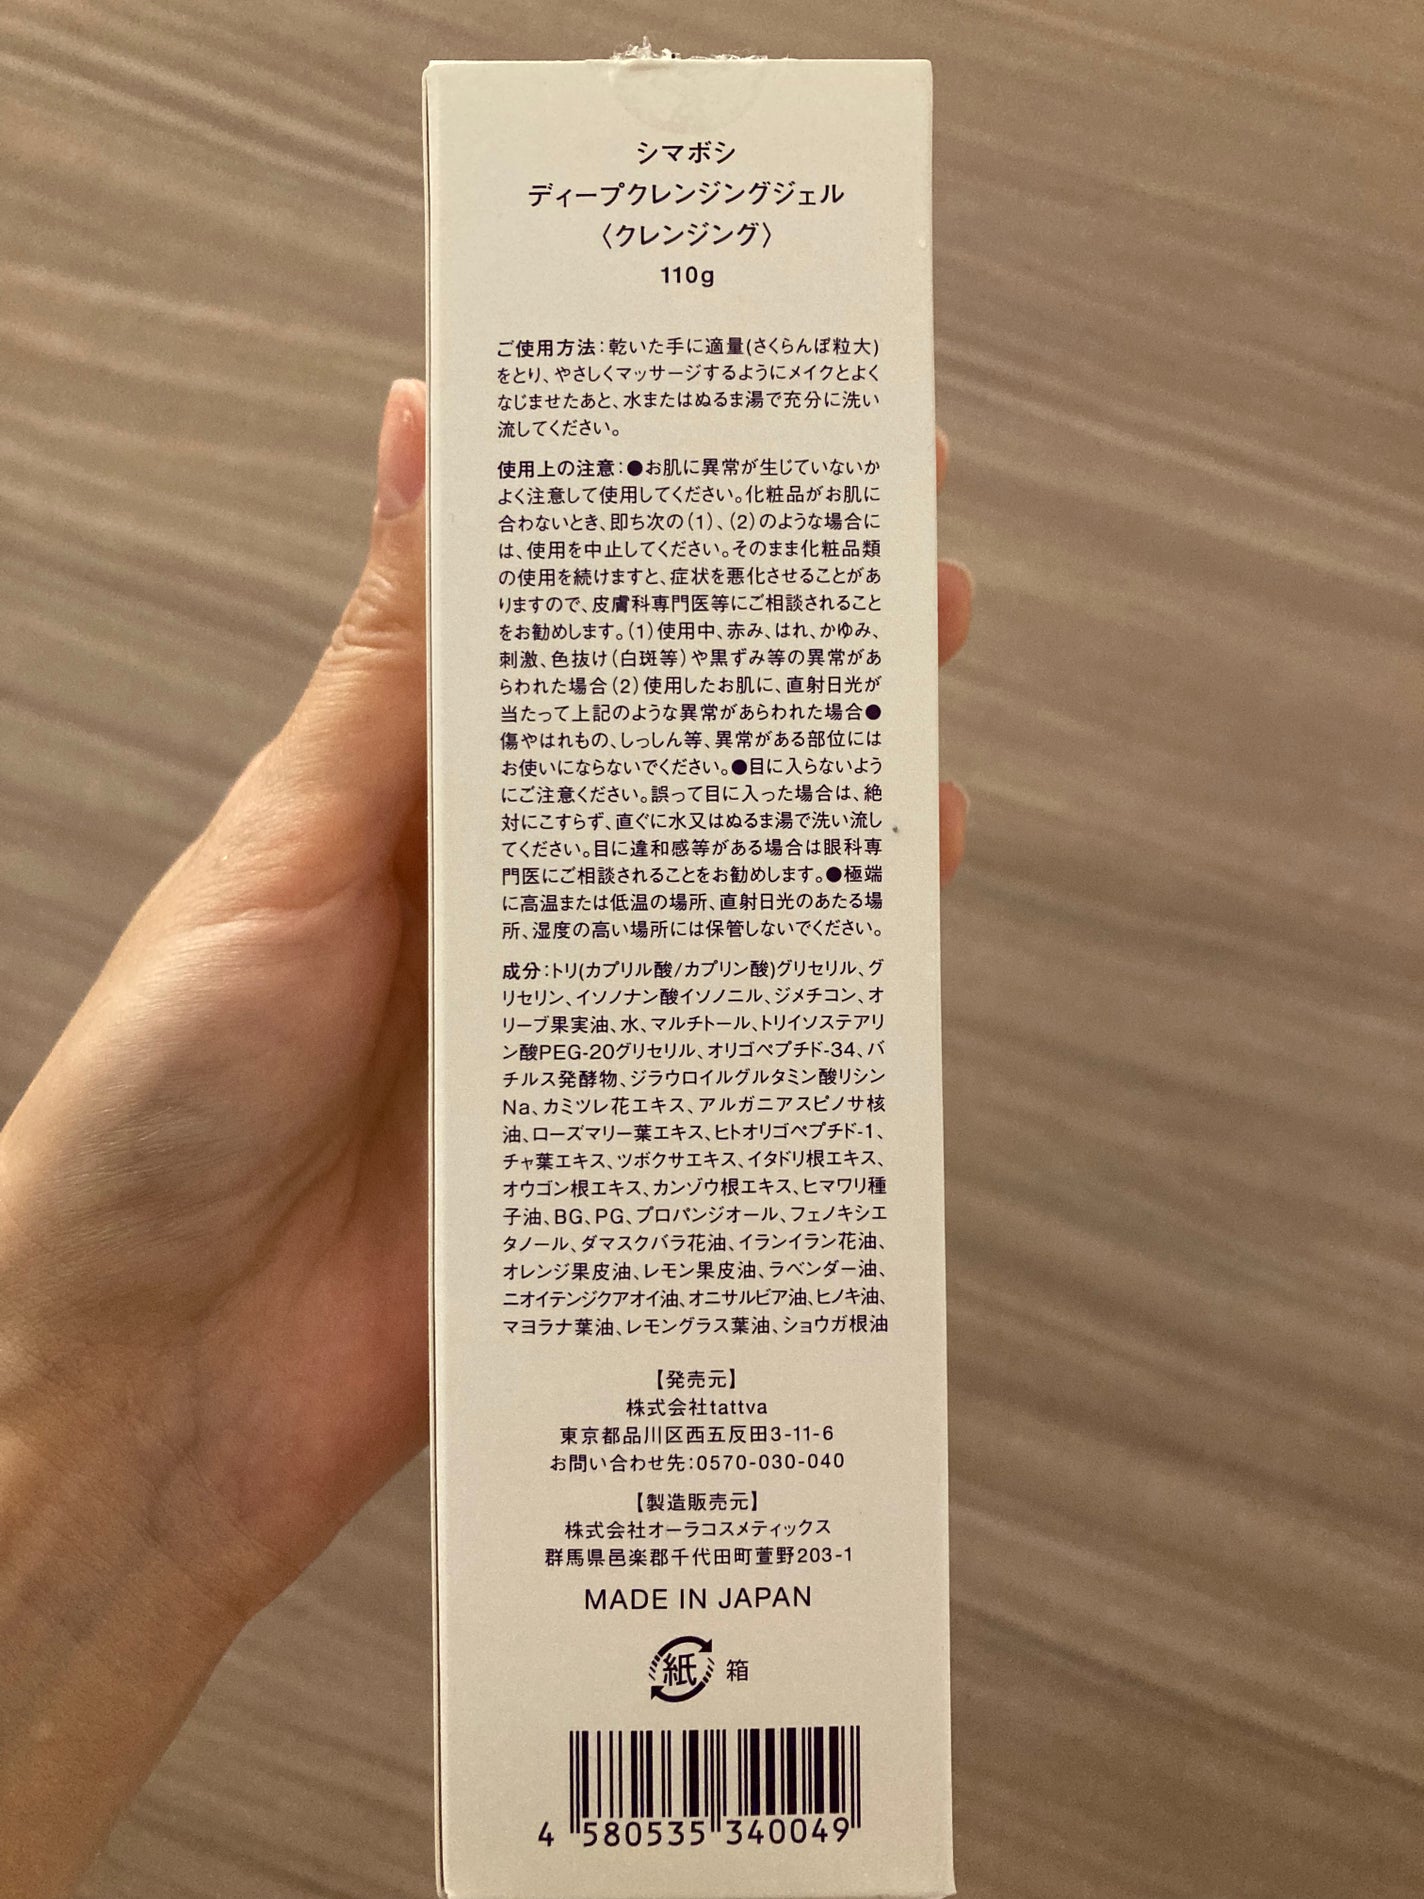 シマボシ
ディープクレンジングジェル
〈クレンジング〉
110g
ご使用方法：乾いた手に適量(さくらんぼ粒大)
をとり、やさしくマッサージするようにメイクとよく
なじませたあと、水またはぬるま湯で充分に洗い
流してください。
使用上の注意：●お肌に異常が生じていないか
よく注意して使用してください。化粧品がお肌に
合わないとき、即ち次の（1）、（2）のような場合に
は、使用を中止してください。そのまま化粧品類
の使用を続けますと、症状を悪化させることがあ
りますので、皮膚科専門医等にご相談されること
をお勧めします。（1）使用中、赤み、はれ、かゆみ、
刺激、色抜け（白斑等）や黒ずみ等の異常があ
らわれた場合（2）使用したお肌に、直射日光が
当たって上記のような異常があらわれた場合●
傷やはれもの、しっしん等、異常がある部位には
お使いにならないでください。●目に入らないよう
にご注意ください。誤って目に入った場合は、絶
対にこすらず、直ぐに水又はぬるま湯で洗い流し
てください。目に違和感等がある場合は眼科専
門医にご相談されることをお勧めします。●極端
に高温または低温の場所、直射日光のあたる場
所、湿度の高い場所には保管しないでください。
成分：トリ(カプリル酸/カプリン酸)グリセリル、グ
リセリン、イソノナン酸イソノニル、ジメチコン、オ
リーブ果実油、水、マルチトール、トリイソステアリ
ン酸PEG-20グリセリル、オリゴペプチド-34、バ
チルス発酵物、ジラウロイルグルタミン酸リシン
Na、カミツレ花エキス、アルガニアスピノサ核
油、ローズマリー葉エキス、ヒトオリゴペプチド-1、
チャ葉エキス、ツボクサエキス、イタドリ根エキス、
オウゴン根エキス、カンゾウ根エキス、ヒマワリ種
子油、BG、PG、プロパンジオール、フェノキシエ
タノール、ダマスクバラ花油、イランイラン花油、
オレンジ果皮油、レモン果皮油、ラベンダー油、
ニオイテンジクアオイ油、オニサルビア油、ヒノキ油、
マヨラナ葉油、レモングラス葉油、ショウガ根油
【発売元】
株式会社tattva
東京都品川区西五反田3-11-6
お問い合わせ先：0570-030-040
【製造販売元】
株式会社オーラコスメティックス
群馬県邑楽郡千代田町萱野203-1
MADE IN JAPAN
紙 箱
4 580535 340049